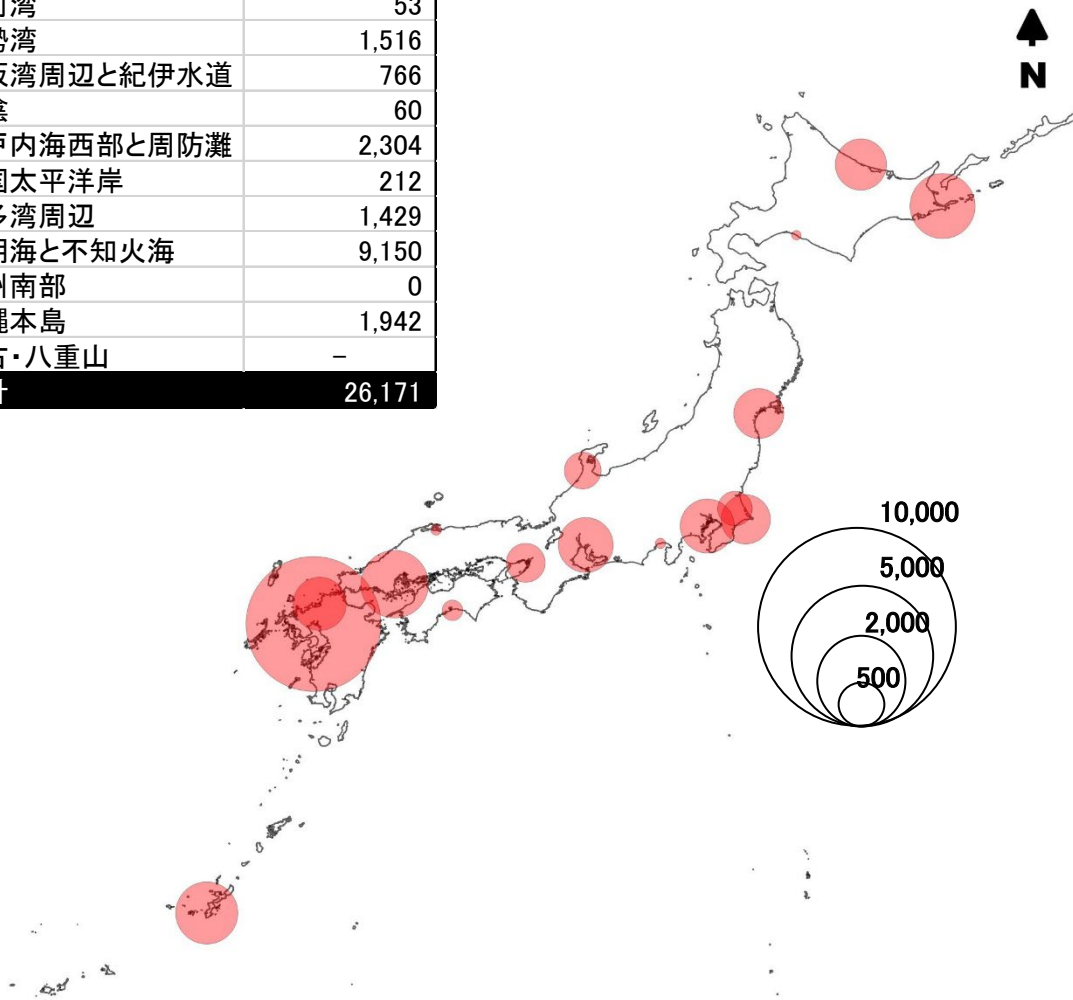 湾 53
湾 1,516
湾周辺と紀伊水道 766
60
戸内海西部と周防灘 2,304
国太平洋岸 212
多湾周辺 1,429
明海と不知火海 9,150
州南部 0
縄本島 1,942
古・八重山 －
計 26,171
N
10,000
5,000
2,000
500